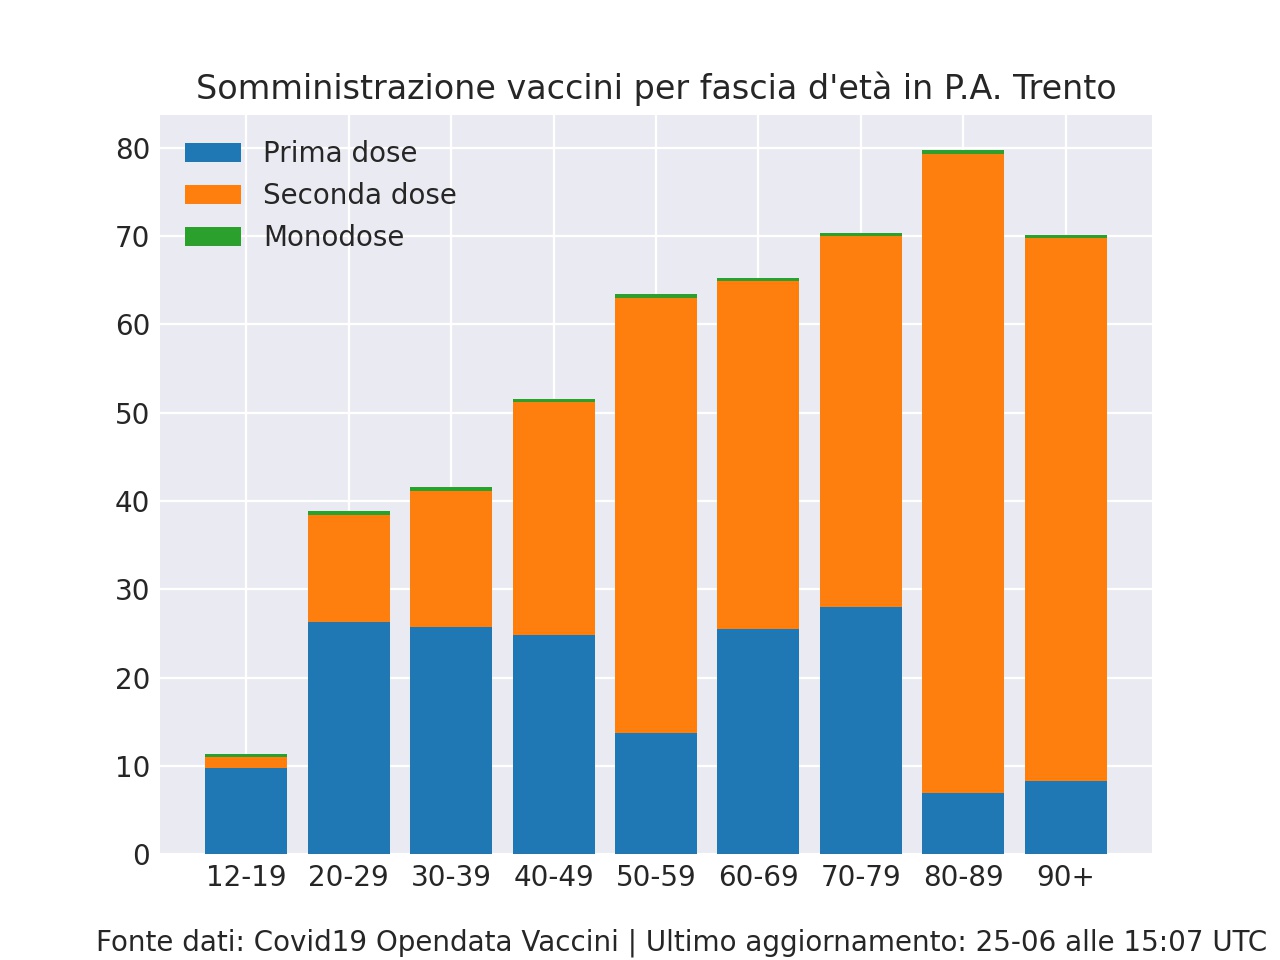 Somministrazione vaccini per fascia d'età in P.A. Trento
Prima dose
Seconda dose
Monodose
80
70
60
50
40
30
20
10
0
12-19 20-29 30-39 40-49 50-59 60-69 70-79 80-89 90+
Fonte dati: Covid19 Opendata Vaccini | Ultimo aggiornamento: 25-06 alle 15:07 UTC